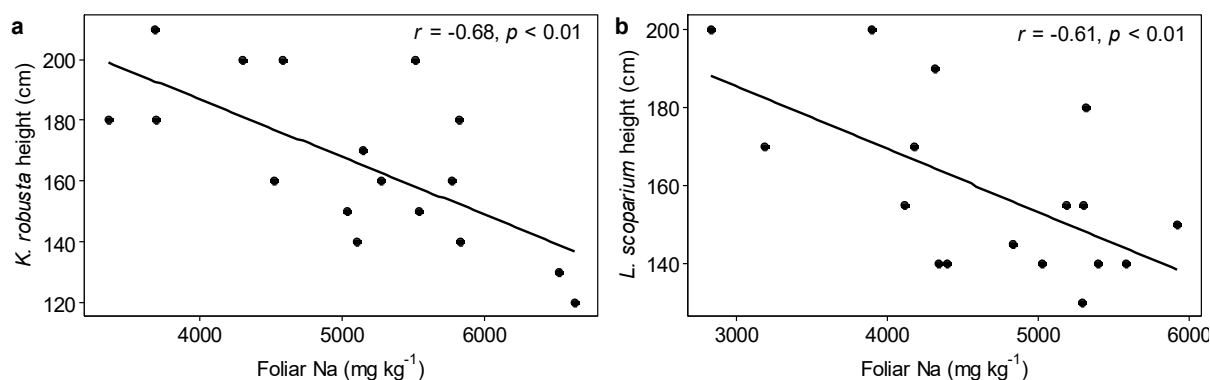 a
r = -0.68, p < 0.01
K. robusta height (cm)
200
180
160
140
120
4000 5000 6000
Foliar Na (mg kg⁻¹)
b
r = -0.61, p < 0.01
L. scoparium height (cm)
200
180
160
140
3000 4000 5000 6000
Foliar Na (mg kg⁻¹)